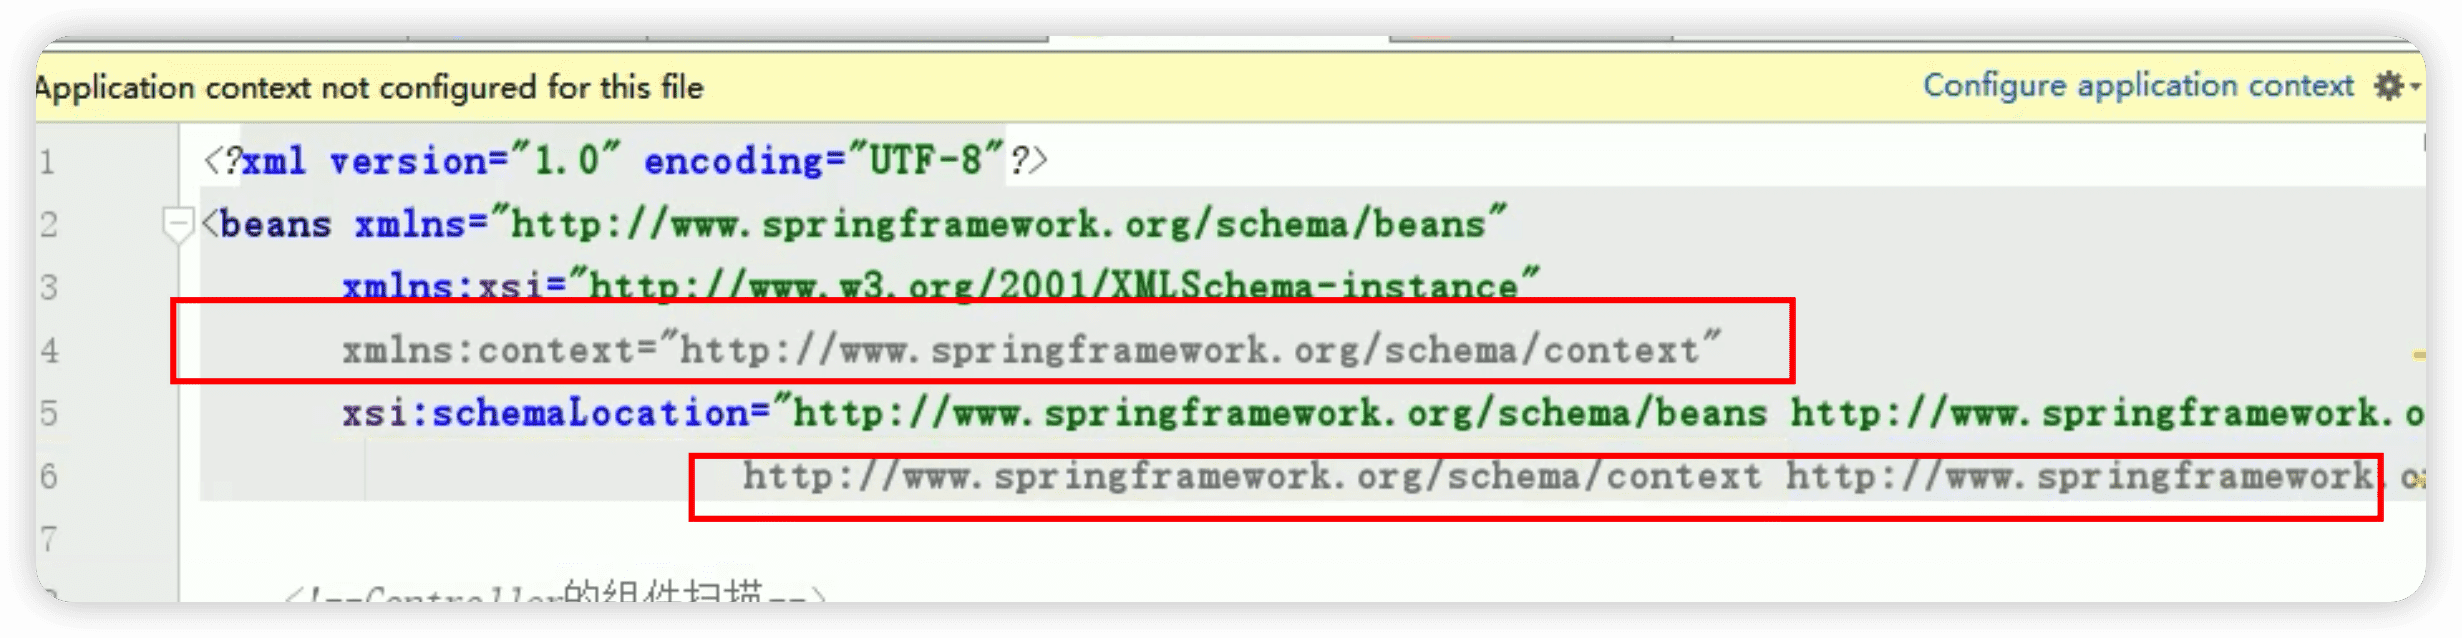 Application context not configured for this file
Configure application context
1 <?xml version="1.0" encoding="UTF-8"?>
2 <beans xmlns="http://www.springframework.org/schema/beans"
3 xmlns:xsi="http://www.w3.org/2001/XMLSchema-instance"
4 xmlns:context="http://www.springframework.org/schema/context"
5 xsi:schemaLocation="http://www.springframework.org/schema/beans http://www.springframework.o
6 http://www.springframework.org/schema/context http://www.springframework.o
7
<!--Controller的组件扫描-->